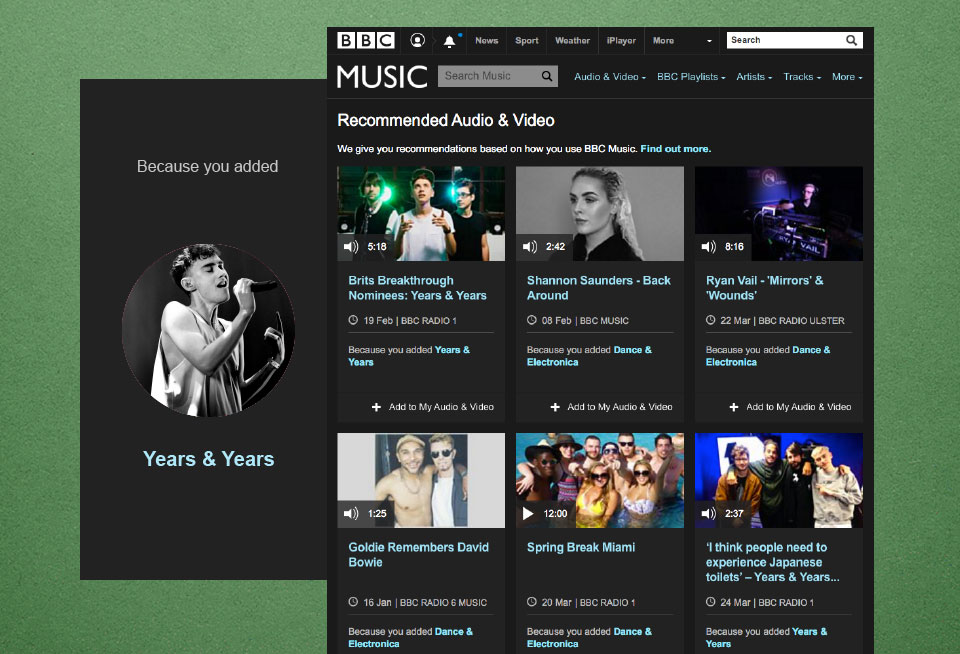 Because you added
Years & Years
BBC
News
Sport
Weather
iPlayer
More
Search
MUSIC
Search Music
Audio & Video
BBC Playlists
Artists
Tracks
More
Recommended Audio & Video
We give you recommendations based on how you use BBC Music. Find out more.
5:18
Brits Breakthrough
Nominees: Years & Years
19 Feb | BBC RADIO 1
Because you added Years &
Years
+ Add to My Audio & Video
2:42
Shannon Saunders - Back
Around
08 Feb | BBC MUSIC
Because you added Dance &
Electronica
+ Add to My Audio & Video
8:16
RYAN VAIL
Ryan Vail - 'Mirrors' &
'Wounds'
22 Mar | BBC RADIO ULSTER
Because you added Dance &
Electronica
+ Add to My Audio & Video
1:25
Goldie Remembers David
Bowie
16 Jan | BBC RADIO 6 MUSIC
Because you added Dance &
Electronica
12:00
Spring Break Miami
20 Mar | BBC RADIO 1
Because you added Dance &
Electronica
2:37
‘I think people need to
experience Japanese
toilets’ – Years & Years...
24 Mar | BBC RADIO 1
Because you added Years &
Years